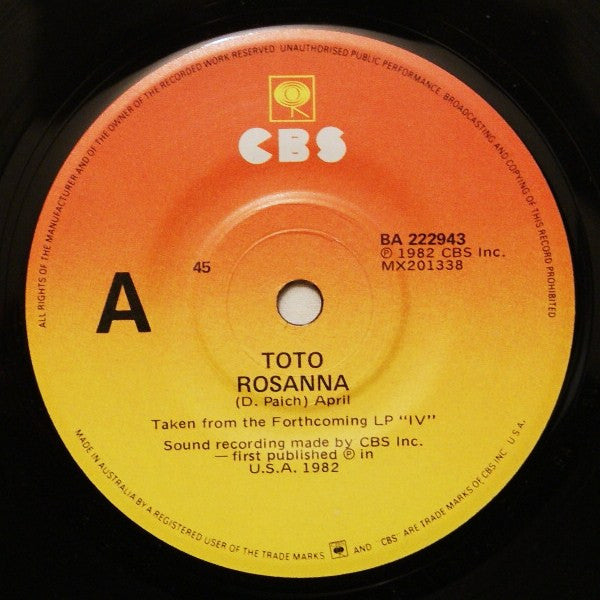 ALL RIGHTS OF THE MANUFACTURER AND OF THE OWNER OF THE RECORDED WORK RESERVED. UNAUTHORISED PUBLIC PERFORMANCE, BROADCASTING AND COPYING OF THIS RECORD PROHIBITED
CBS
A
45
BA 222943
℗ 1982 CBS Inc.
MX201338
TOTO
ROSANNA
(D. Paich) April
Taken from the Forthcoming LP "IV"
Sound recording made by CBS Inc.
—first published ℗ in
U.S.A. 1982
MADE IN AUSTRALIA BY A REGISTERED USER OF THE TRADE MARKS AND "CBS" ARE TRADE MARKS OF CBS INC. U.S.A.